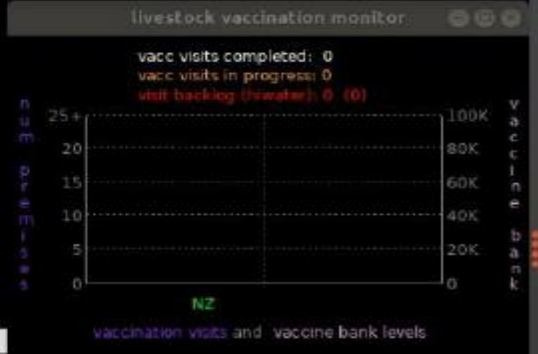 livestock vaccination monitor
vacc visits completed: 0
vacc visits in progress: 0
visit backlog (hiwater): 0 (0)
num premises
25+
20
15
10
5
0
100K
80K
60K
40K
20K
0
vaccine bank
NZ
vaccination visits and vaccine bank levels